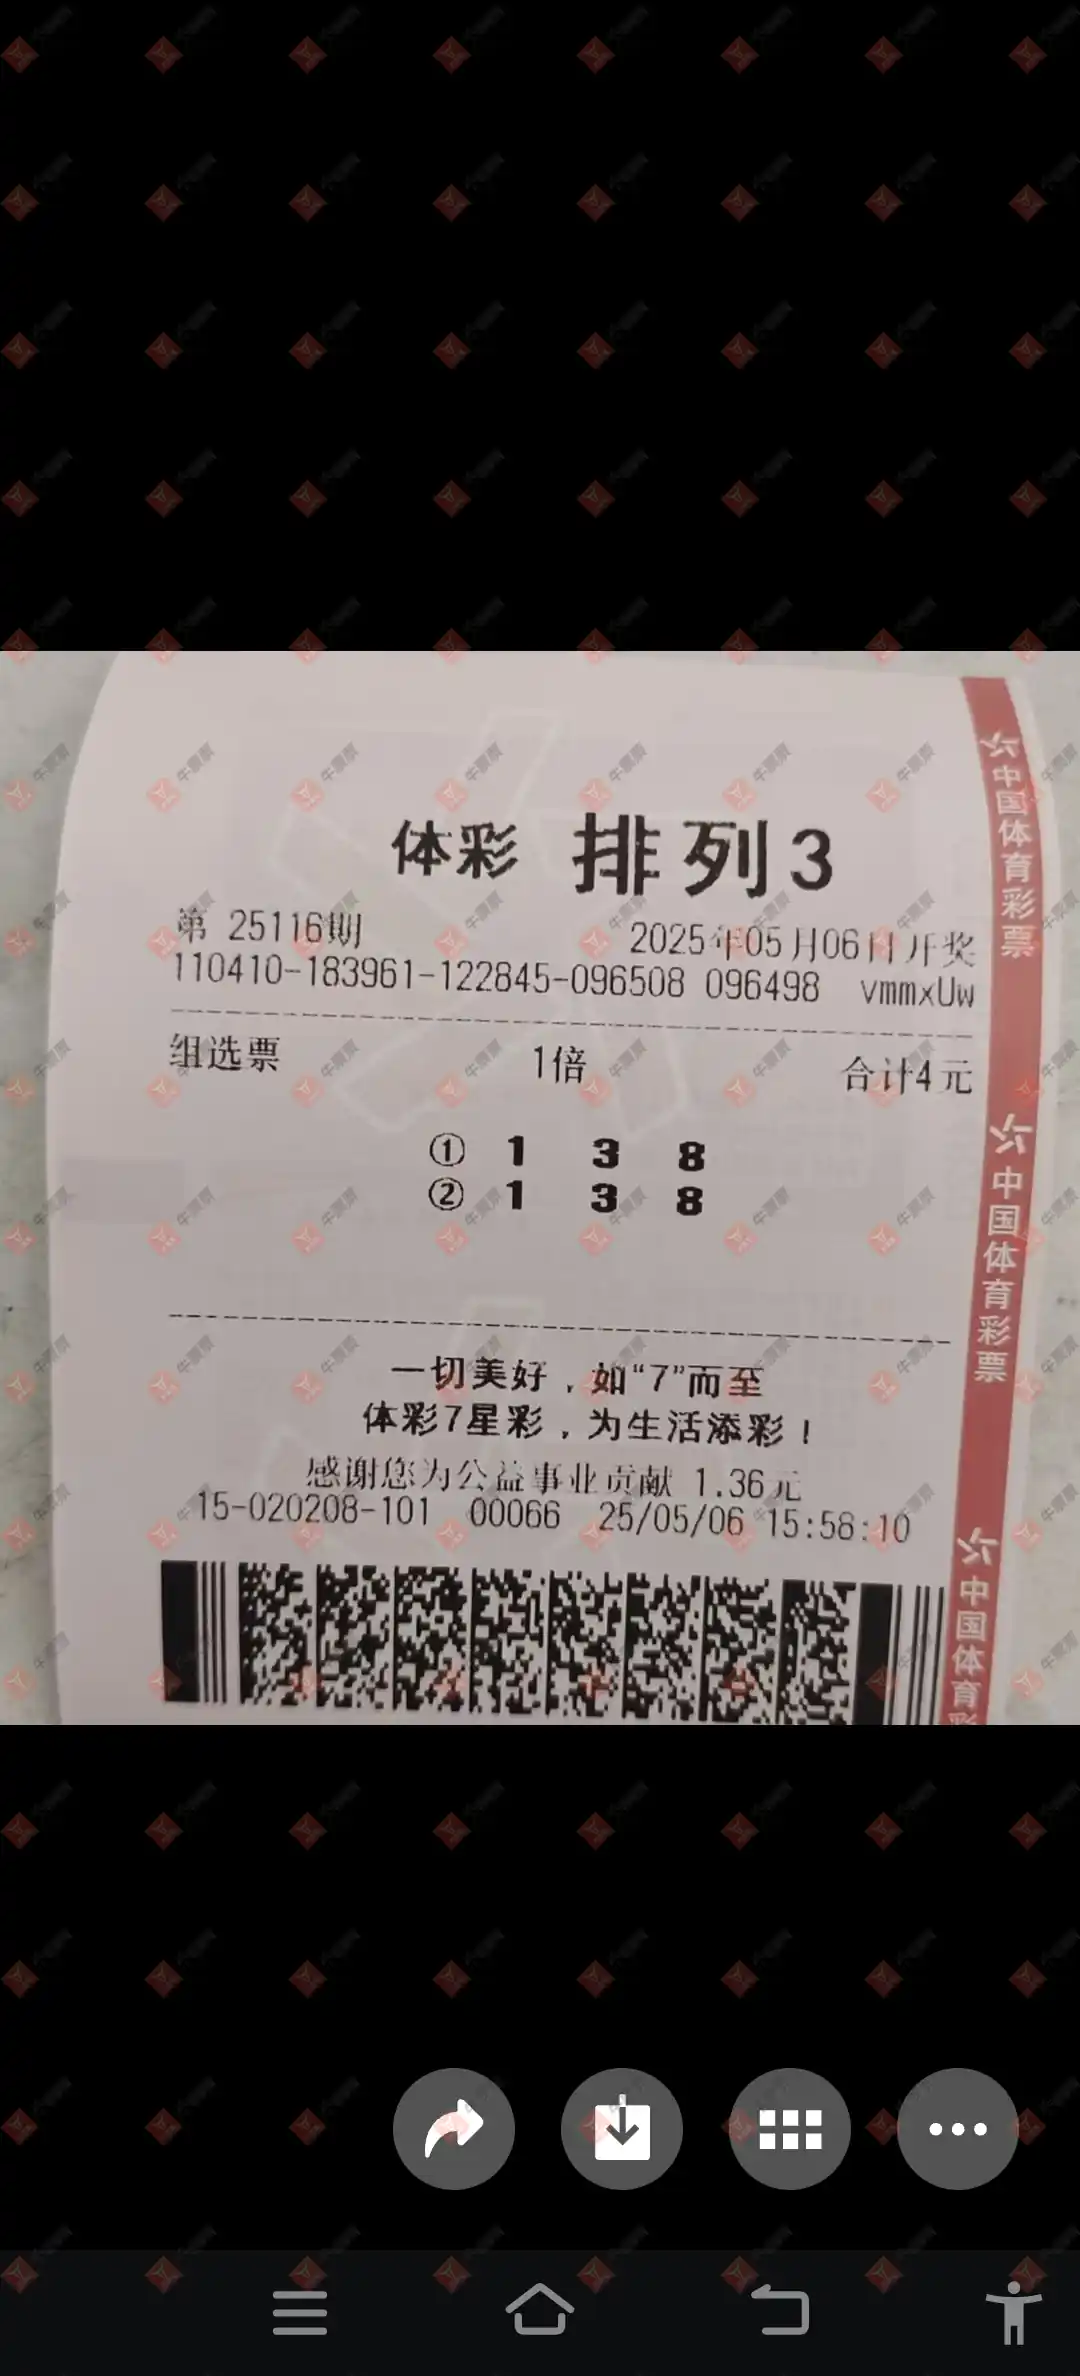 体彩 排列3
第 25116期 2025年05月06日开奖
110410-183961-122845-096508 096498 vmmxUw
组选票 1倍 合计4元
① 1 3 8
② 1 3 8
一切美好，如“7”而至
体彩7星彩，为生活添彩！
感谢您为公益事业贡献 1.36元
15-020208-101 00066 25/05/06 15:58:10
中国体育彩票
中国体育彩票
中国体育彩